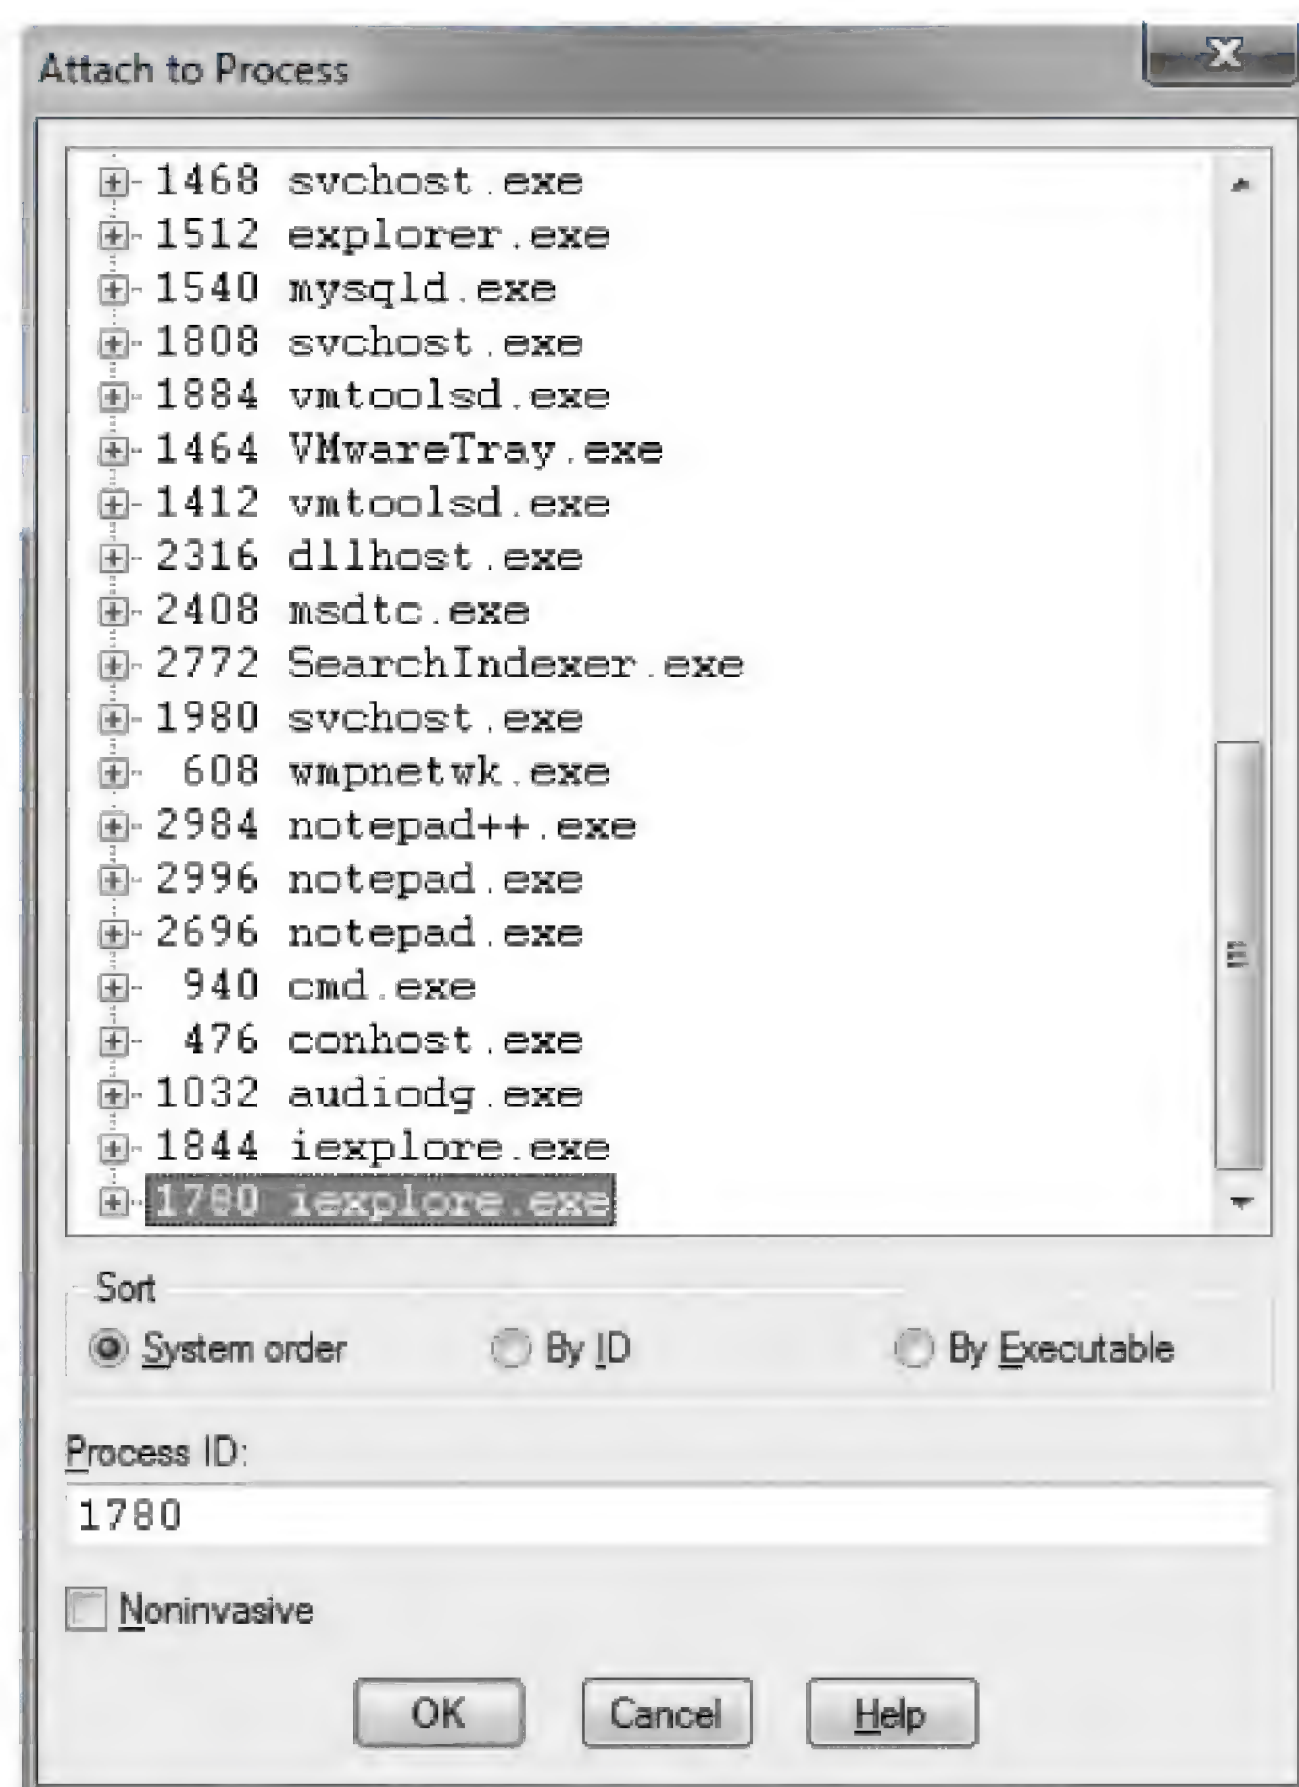 Attach to Process
1468 svchost.exe
1512 explorer.exe
1540 mysqld.exe
1808 svchost.exe
1884 vmtoolsd.exe
1464 VMwareTray.exe
1412 vmtoolsd.exe
2316 dllhost.exe
2408 msdtc.exe
2772 SearchIndexer.exe
1980 svchost.exe
608 wmpnetwk.exe
2984 notepad++.exe
2996 notepad.exe
2696 notepad.exe
940 cmd.exe
476 conhost.exe
1032 audiodg.exe
1844 iexplore.exe
1780 iexplore.exe
Sort
System order By ID By Executable
Process ID:
1780
Noninvasive
OK Cancel Help